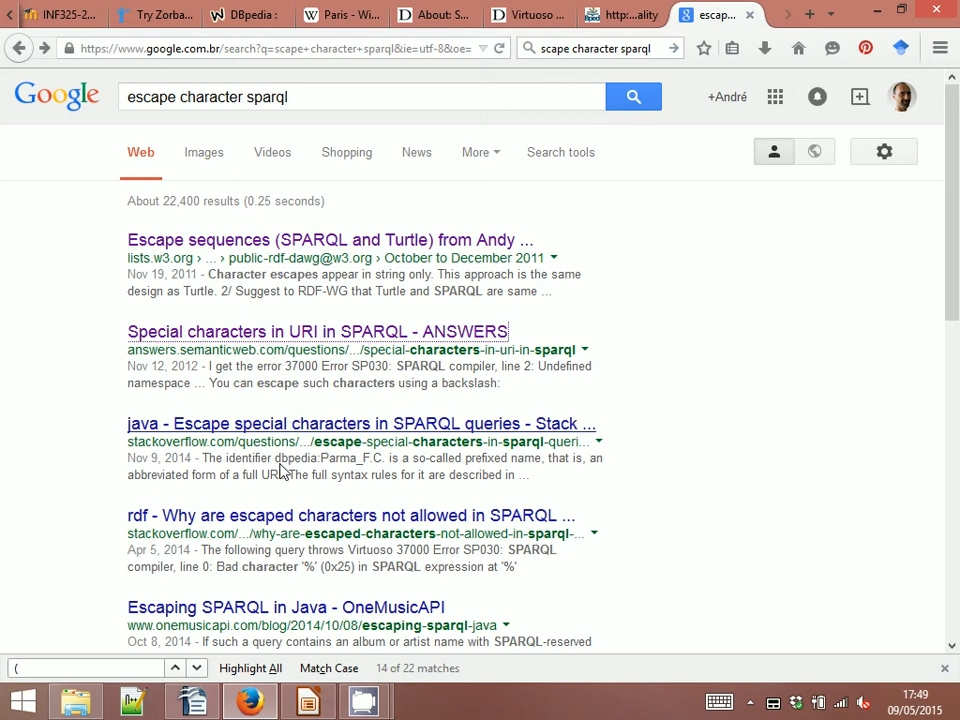 INF325-2...
Try Zorba...
DBpedia :
Paris - Wi...
About: S...
Virtuoso ...
http:...ality
escap...
https://www.google.com.br/search?q=scape+character+sparql&ie=utf-8&oe=
scape character sparql
Google
escape character sparql
+André
Web
Images
Videos
Shopping
News
More
Search tools
About 22,400 results (0.25 seconds)
Escape sequences (SPARQL and Turtle) from Andy ...
lists.w3.org › ... › public-rdf-dawg@w3.org › October to December 2011
Nov 19, 2011 - Character escapes appear in string only. This approach is the same
design as Turtle. 2/ Suggest to RDF-WG that Turtle and SPARQL are same ...
Special characters in URI in SPARQL - ANSWERS
answers.semanticweb.com/questions/.../special-characters-in-uri-in-sparql
Nov 12, 2012 - I get the error 37000 Error SP030: SPARQL compiler, line 2: Undefined
namespace ... You can escape such characters using a backslash:
java - Escape special characters in SPARQL queries - Stack ...
stackoverflow.com/questions/.../escape-special-characters-in-sparql-queri...
Nov 9, 2014 - The identifier dbpedia:Parma_F.C. is a so-called prefixed name, that is, an
abbreviated form of a full URI. The full syntax rules for it are described in ...
rdf - Why are escaped characters not allowed in SPARQL ...
stackoverflow.com/.../why-are-escaped-characters-not-allowed-in-sparql-...
Apr 5, 2014 - The following query throws Virtuoso 37000 Error SP030: SPARQL
compiler, line 0: Bad character '%' (0x25) in SPARQL expression at '%'
Escaping SPARQL in Java - OneMusicAPI
www.onemusicapi.com/blog/2014/10/08/escaping-sparql-java
Oct 8, 2014 - If such a query contains an album or artist name with SPARQL-reserved
(
Highlight All
Match Case
14 of 22 matches
17:49
09/05/2015